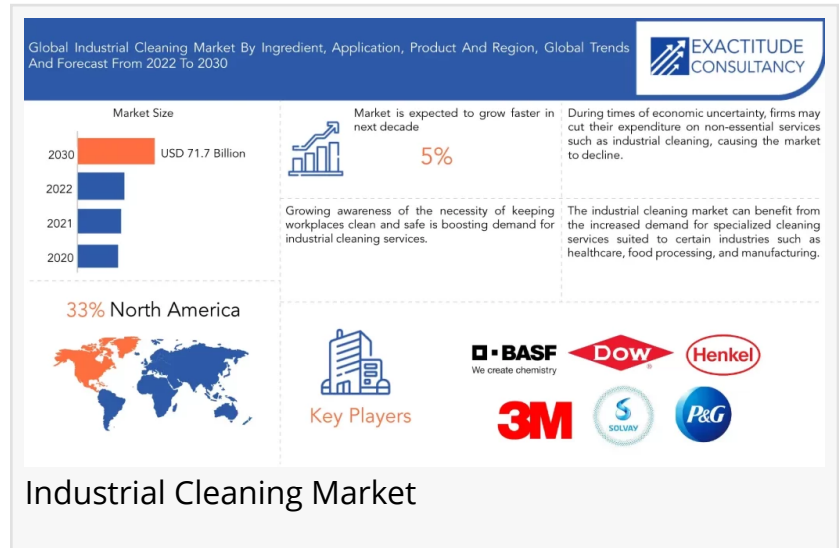 Global Industrial Cleaning Market By Ingredient, Application, Product And Region, Global Trends
And Forecast From 2022 To 2030
EXACTITUDE
CONSULTANCY
Market Size
2030
USD 71.7 Billion
2022
2021
2020
Market is expected to grow faster in
next decade
5%
During times of economic uncertainty, firms may
cut their expenditure on non-essential services
such as industrial cleaning, causing the market
to decline.
Growing awareness of the necessity of keeping
workplaces clean and safe is boosting demand for
industrial cleaning services.
The industrial cleaning market can benefit from
the increased demand for specialized cleaning
services suited to certain industries such as
healthcare, food processing, and manufacturing.
33% North America
Key Players
BASF
We create chemistry
DOW
®
Henkel
3M
S
SOLVAY
P&G
Industrial Cleaning Market